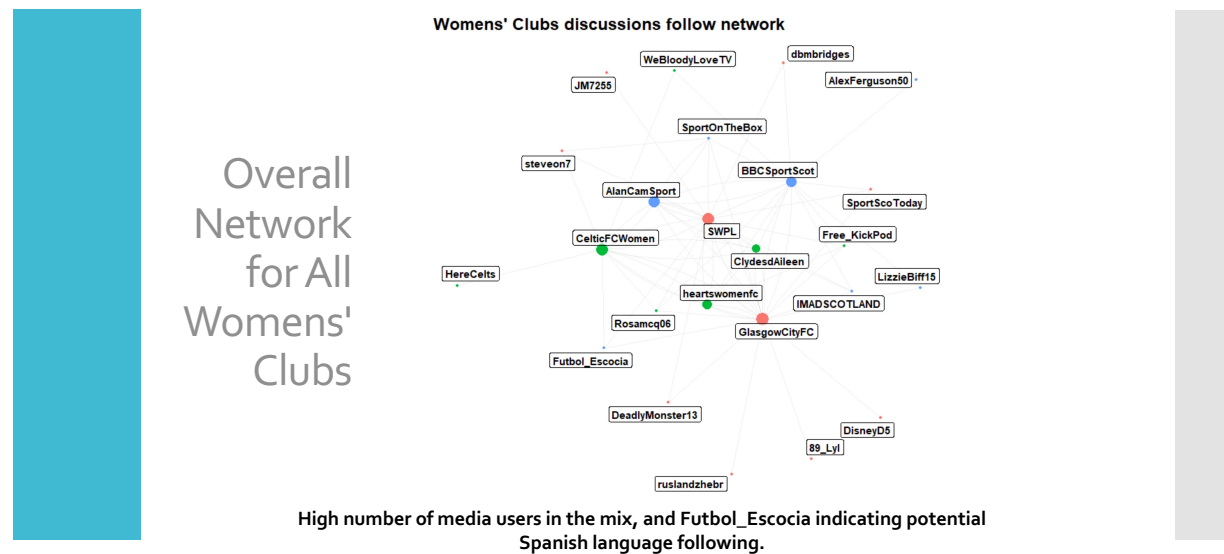 Womens' Clubs discussions follow network
WeBloodyLoveTV
dbmbridges
JM7255
AlexFerguson50
SportOnTheBox
steveon7
BBCSportScot
AlanCamSport
SportScoToday
SWPL
CelticFCWomen
Free_KickPod
ClydesdAileen
HereCelts
LizzieBiff15
heartswomenfc
IMADSCOTLAND
Rosamcq06
GlasgowCityFC
Futbol_Escocia
DeadlyMonster13
DisneyD5
89_Lyl
ruslandzhebr
Overall
Network
for All
Womens'
Clubs
High number of media users in the mix, and Futbol_Escocia indicating potential
Spanish language following.